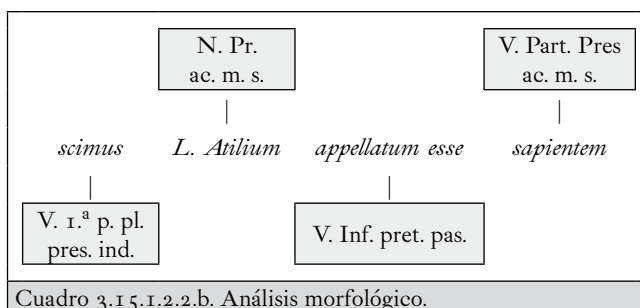 N. Pr.
ac. m. s.
V. Part. Pres
ac. m. s.
scimus L. Atilium appellatum esse sapientem
V. 1.ª p. pl.
pres. ind.
V. Inf. pret. pas.
Cuadro 3.15.1.2.2.b. Análisis morfológico.